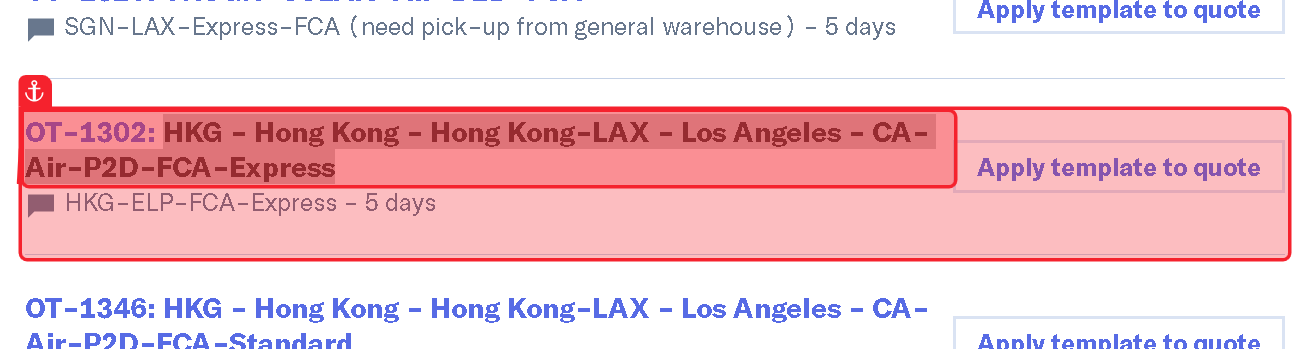 SGN-LAX-Express-FCA (need pick-up from general warehouse) - 5 days
Apply template to quote
OT-1302: HKG - Hong Kong - Hong Kong-LAX - Los Angeles - CA-
Air-P2D-FCA-Express
Apply template to quote
HKG-ELP-FCA-Express - 5 days
OT-1346: HKG - Hong Kong - Hong Kong-LAX - Los Angeles - CA-
Air-P2D-FCA-Standard
Apply template to quote